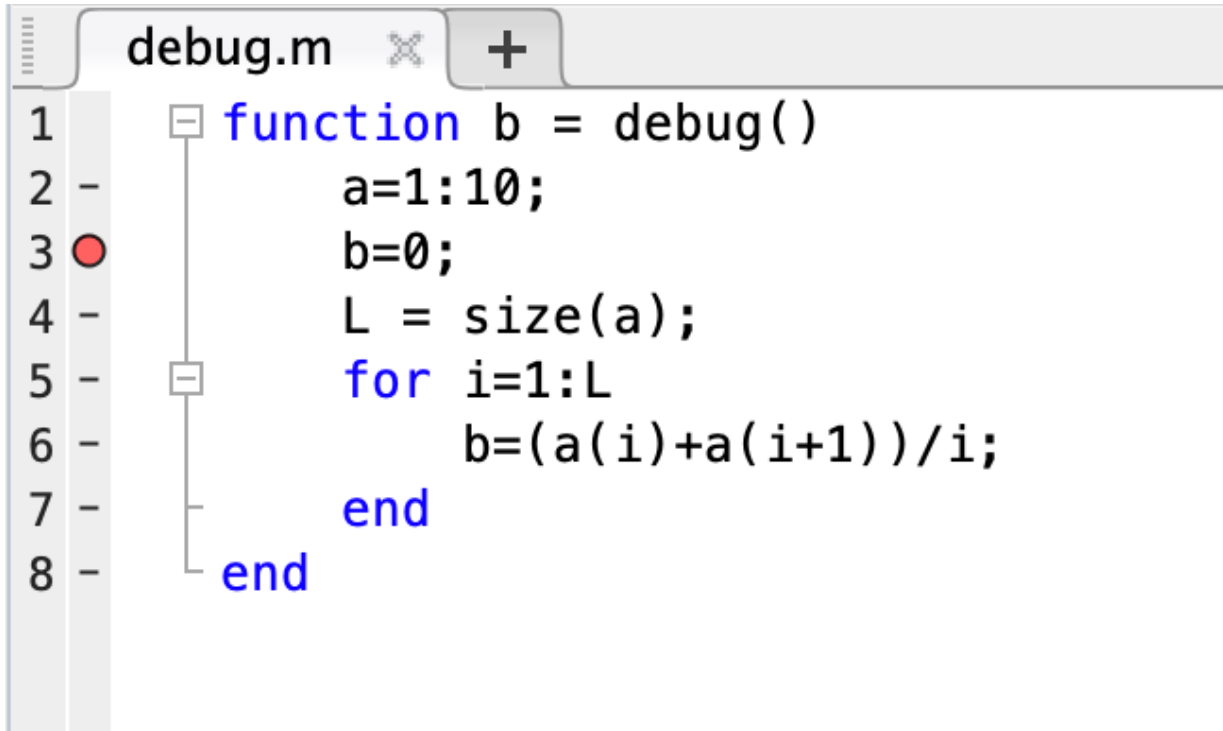 debug.m
+
1 function b = debug()
2 - a=1:10;
3 b=0;
4 - L = size(a);
5 - for i=1:L
6 - b=(a(i)+a(i+1))/i;
7 - end
8 - end